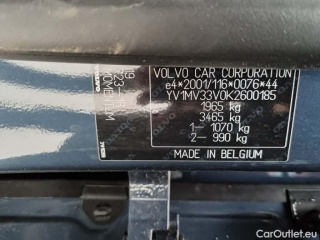 VOLVO CAR CORPORATION
e4*2001/116*0076*44
YV1MV33V0K2600185
1965 kg
3465 kg
1– 1070 kg
2– 990 kg
MADE IN BELGIUM
MOMENTUM
CarOutlet.eu